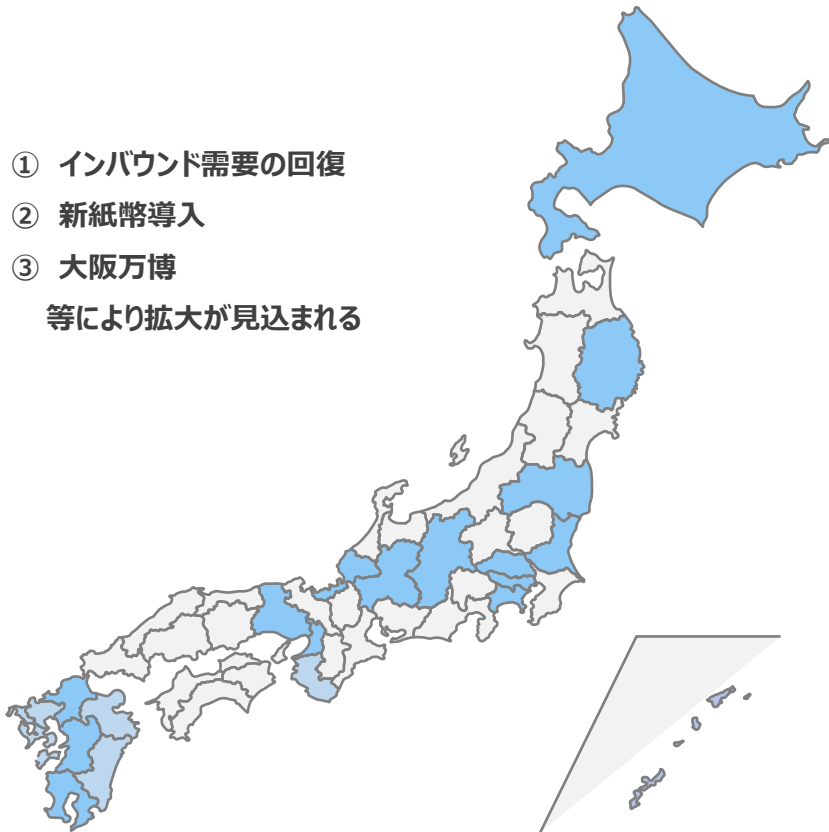 ① インバウンド需要の回復
② 新紙幣導入
③ 大阪万博
等により拡大が見込まれる